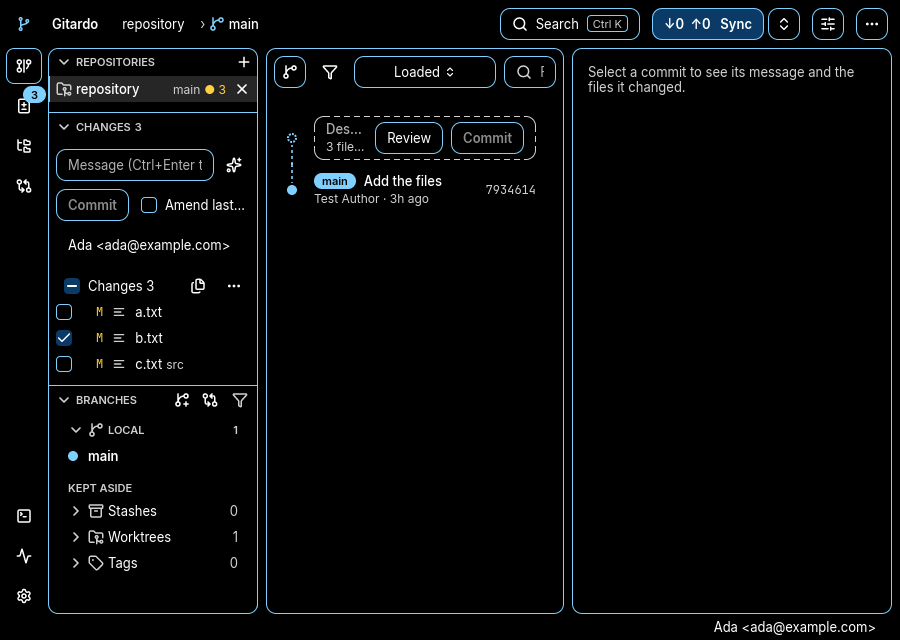 Gitardo repository › main Search Ctrl K ↓0 ↑0 Sync
REPOSITORIES
repository main 3
3
CHANGES 3
Message (Ctrl+Enter t
Commit Amend last...
Ada <ada@example.com>
Changes 3
M a.txt
M b.txt
M c.txt src
BRANCHES
LOCAL 1
main
KEPT ASIDE
Stashes 0
Worktrees 1
Tags 0
Loaded
Des...
3 file...
Review Commit
main Add the files
Test Author · 3h ago
7934614
Select a commit to see its message and the
files it changed.
Ada <ada@example.com>